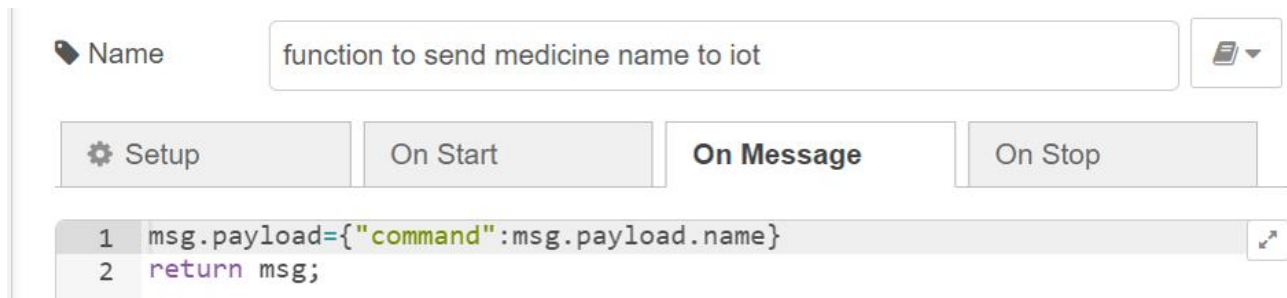 Name function to send medicine name to iot
Setup On Start On Message On Stop
1 msg.payload={"command":msg.payload.name}
2 return msg;